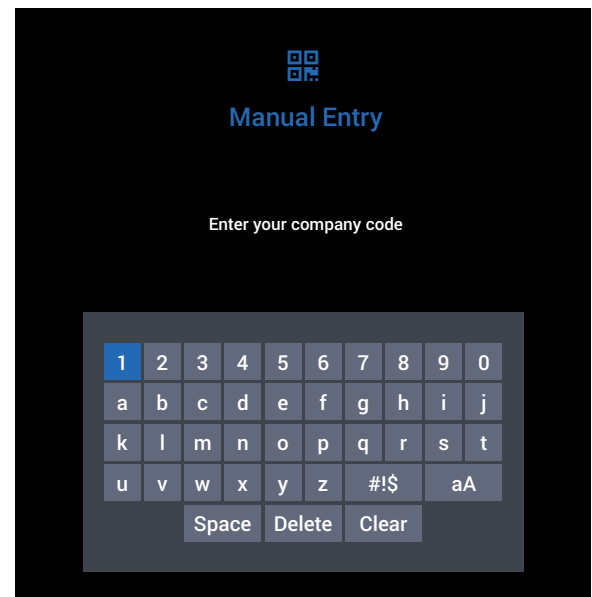 Manual Entry
Enter your company code
1 2 3 4 5 6 7 8 9 0
a b c d e f g h i j
k l m n o p q r s t
u v w x y z #!$ aA
Space Delete Clear